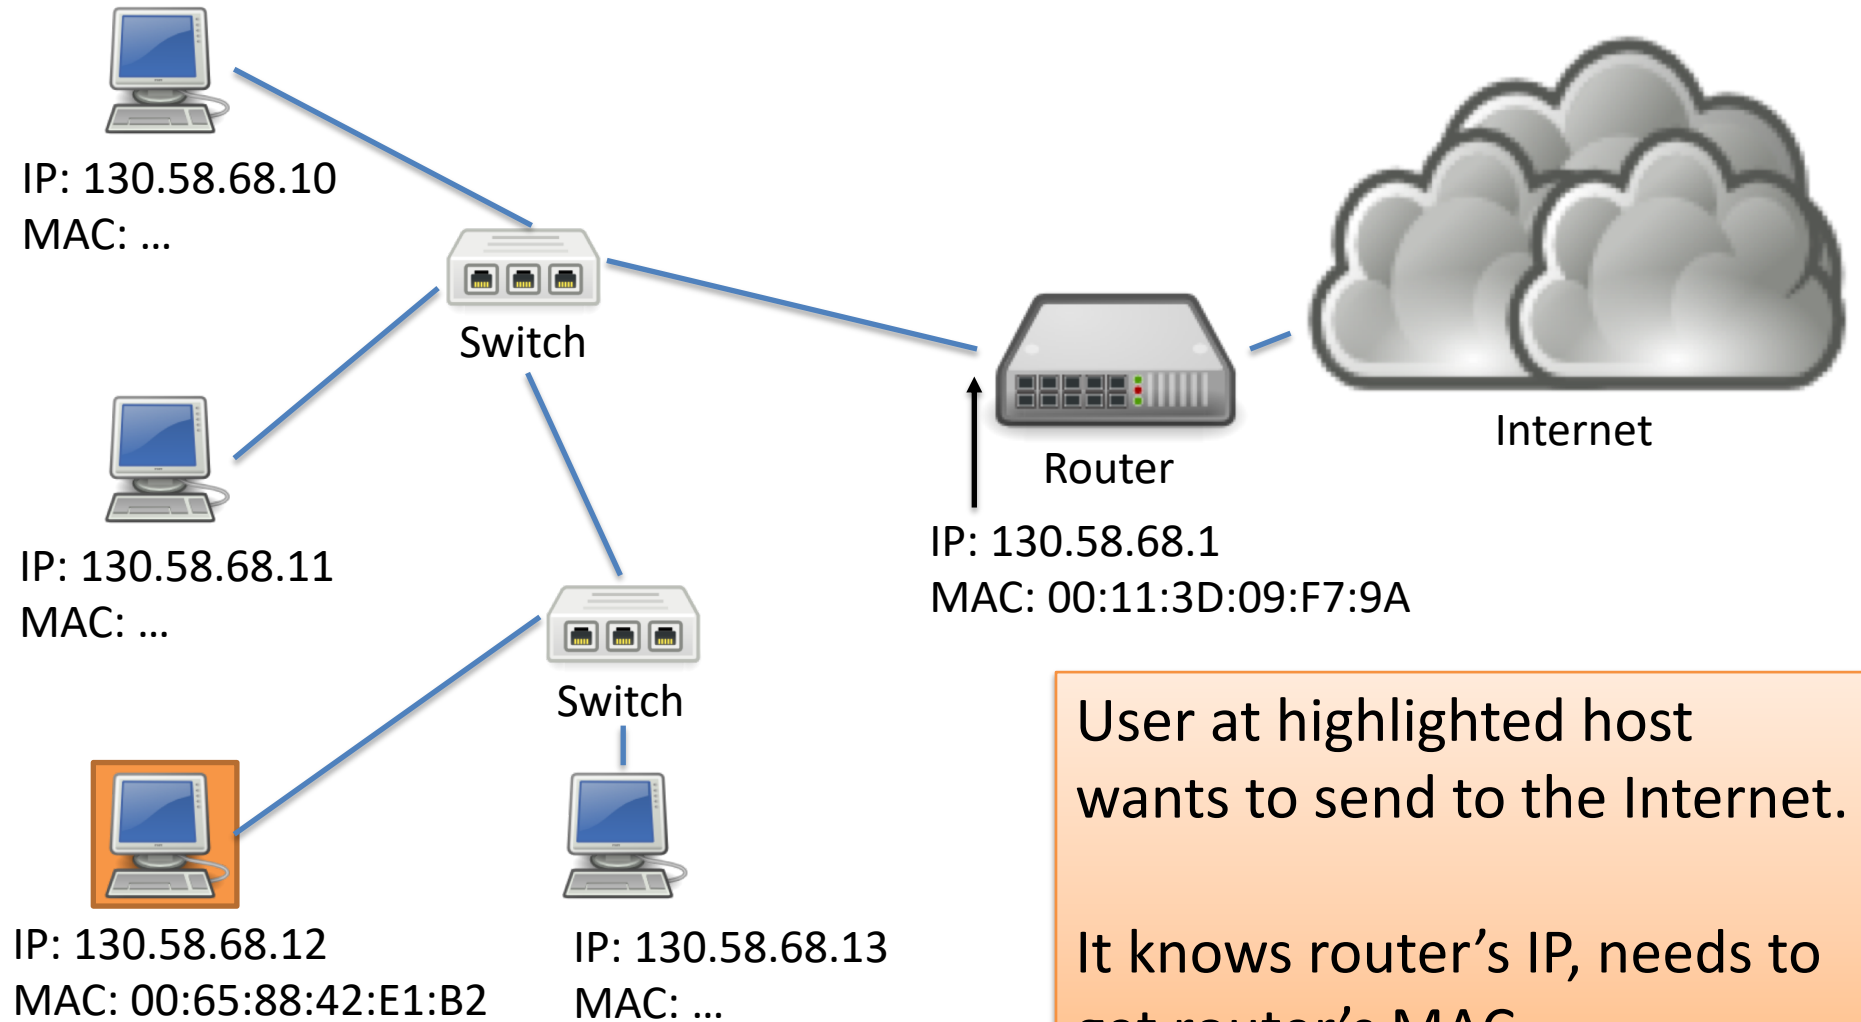 IP: 130.58.68.10
MAC: ...
Switch
Internet
Router
IP: 130.58.68.1
MAC: 00:11:3D:09:F7:9A
IP: 130.58.68.11
MAC: ...
Switch
User at highlighted host
wants to send to the Internet.
It knows router’s IP, needs to
get router’s MAC
IP: 130.58.68.12
MAC: 00:65:88:42:E1:B2
IP: 130.58.68.13
MAC: ...